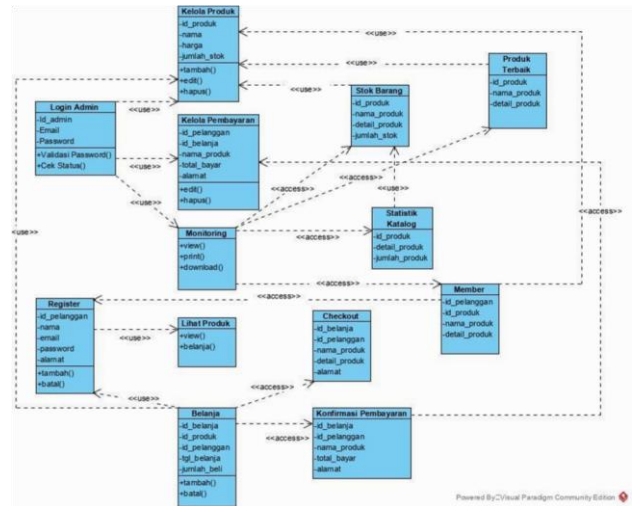 Kelola Produk
-id_produk
-nama
-harga
-jumlah_stok
+tambah()
+edit()
+hapus()
<<use>>
<<use>>
<<use>>
Produk
Terbaik
-id_produk
-nama_produk
-detail_produk
Stok Barang
-id_produk
-nama_produk
-detail_produk
-jumlah_stok
Login Admin
-Id_admin
-Email
-Password
+Validasi Password()
+Cek Status()
<<use>>
<<use>>
<<use>>
Kelola Pembayaran
-id_pelanggan
-id_belanja
-nama_produk
-total_bayar
-alamat
+edit()
+hapus()
<<access>>
<<access>>
<<use>>
<<access>>
Statistik
Katalog
-id_produk
-detail_produk
-jumlah_produk
Monitoring
+view()
+print()
+download()
<<access>>
<<access>>
use>>
Member
-id_pelanggan
-id_produk
-nama_produk
-detail_produk
Register
-id_pelanggan
-nama
-email
-password
-alamat
+tambah()
+batal()
<<access>>
<<use>>
Lihat Produk
+view()
+belanja()
Checkout
-id_belanja
-id_pelanggan
-nama_produk
-detail_produk
-alamat
<<use>>
<<access>>
Belanja
-id_belanja
-id_produk
-id_pelanggan
-tgl_belanja
-jumlah_beli
+tambah()
+batal()
<<access>>
Konfirmasi Pembayaran
-id_belanja
-id_pelanggan
-nama_produk
-total_bayar
-alamat
Powered By Visual Paradigm Community Edition